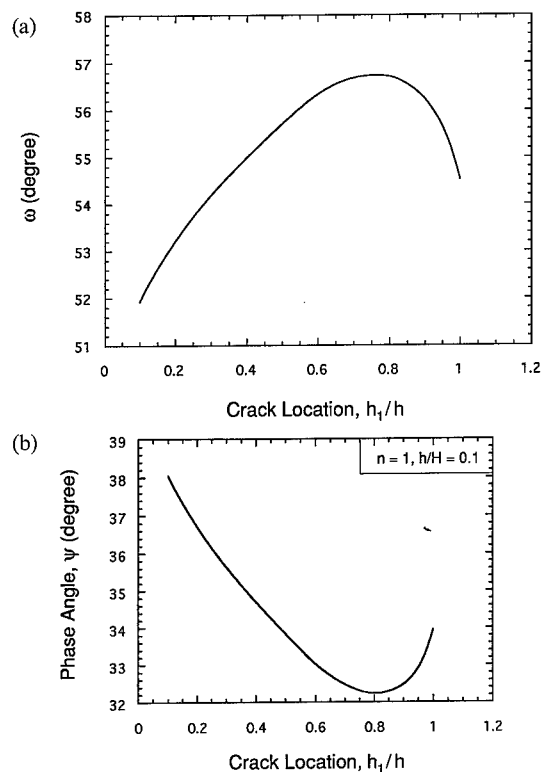 (a)
58
57
56
55
54
53
52
51
ω (degree)
0 0.2 0.4 0.6 0.8 1 1.2
Crack Location, h₁/h
(b)
39
38
37
36
35
34
33
32
Phase Angle, ψ (degree)
n = 1, h/H = 0.1
0 0.2 0.4 0.6 0.8 1 1.2
Crack Location, h₁/h